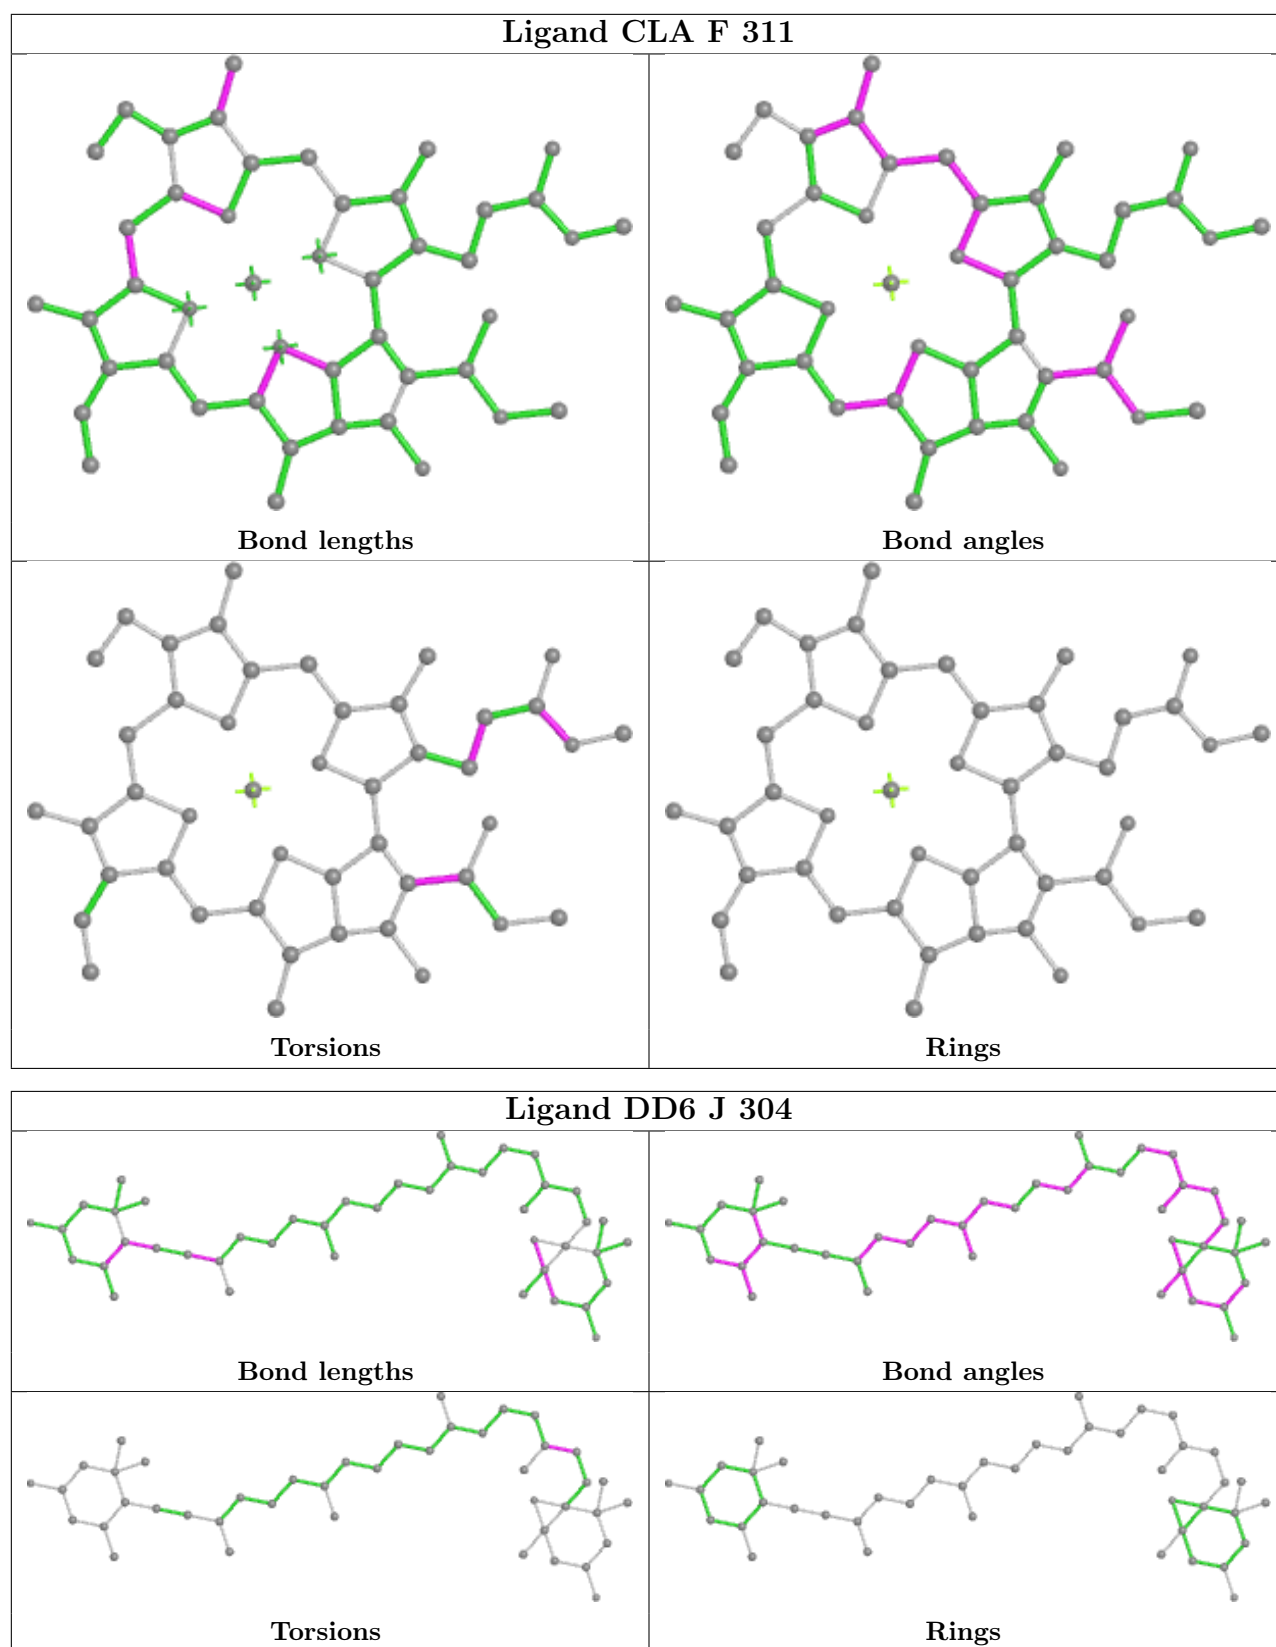 Ligand CLA F 311
Bond lengths
Bond angles
Torsions
Rings
Ligand DD6 J 304
Bond lengths
Bond angles
Torsions
Rings